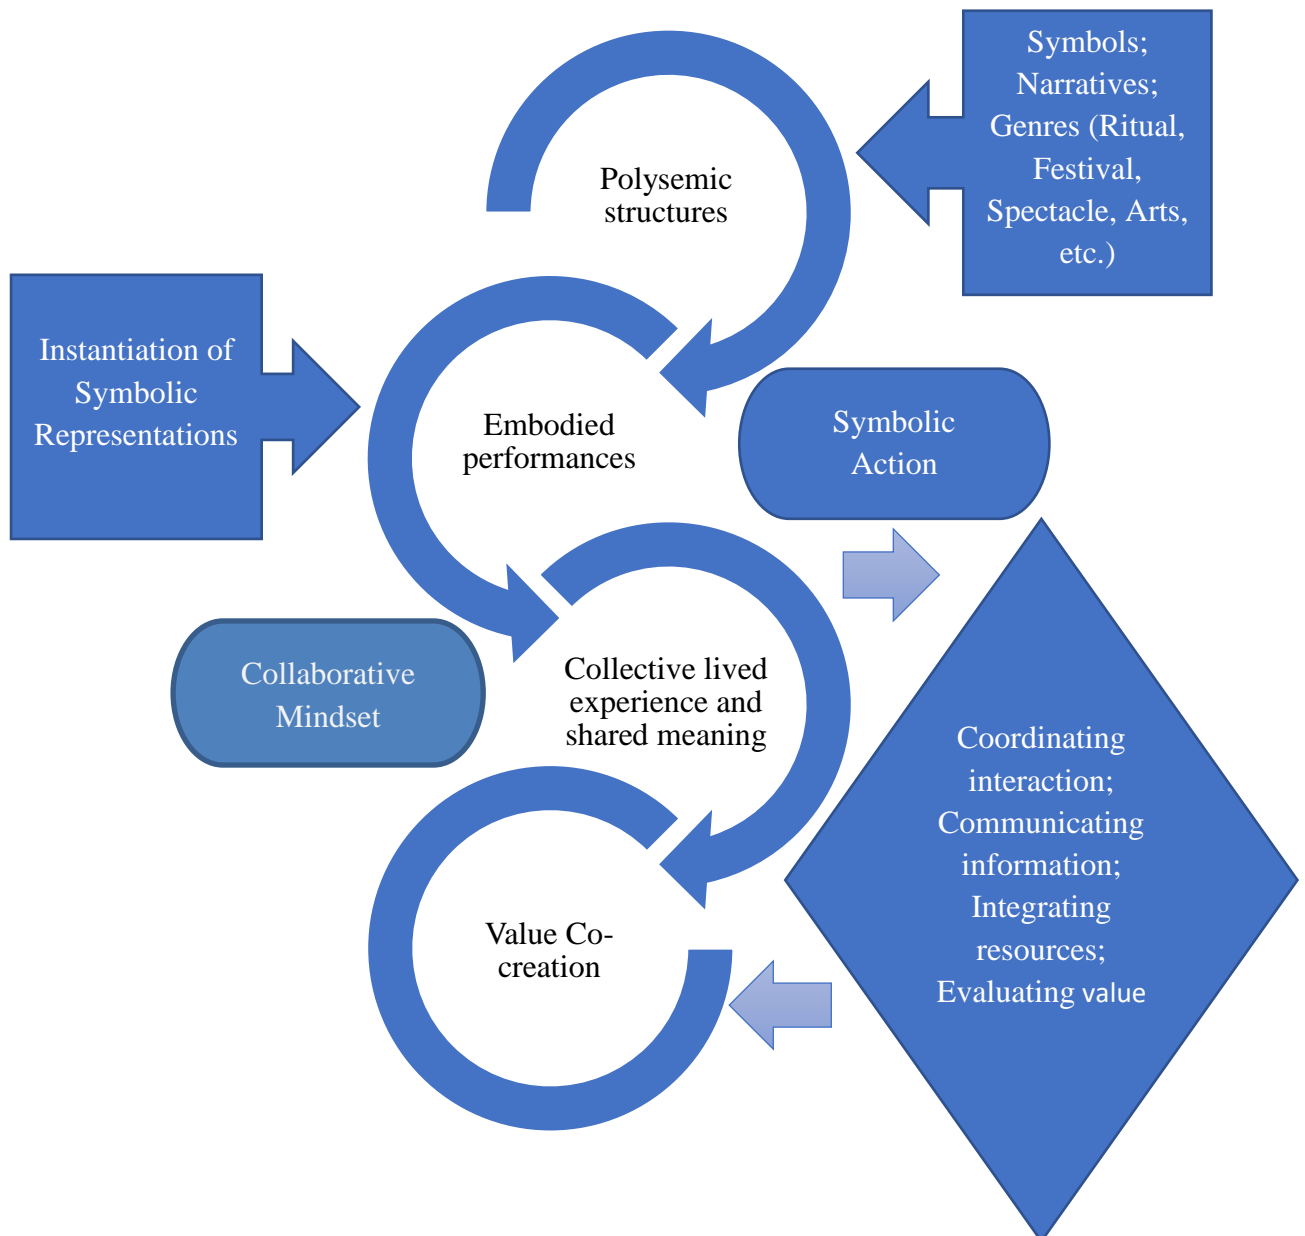 Symbols;
Narratives;
Genres (Ritual,
Festival,
Spectacle, Arts,
etc.)
Polysemic
structures
Instantiation of
Symbolic
Representations
Embodied
performances
Symbolic
Action
Collaborative
Mindset
Collective lived
experience and
shared meaning
Coordinating
interaction;
Communicating
information;
Integrating
resources;
Evaluating value
Value Co-
creation